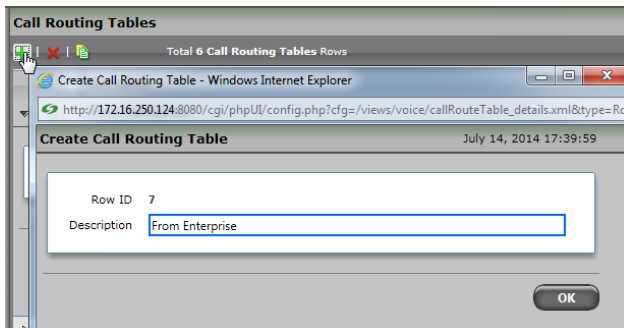 Call Routing Tables
Total 6 Call Routing Tables Rows
Create Call Routing Table - Windows Internet Explorer
http://172.16.250.124:8080/cgi/phpUI/config.php?cfg=/views/voice/callRouteTable_details.xml&type=Ro
Create Call Routing Table July 14, 2014 17:39:59
Row ID 7
Description From Enterprise
OK